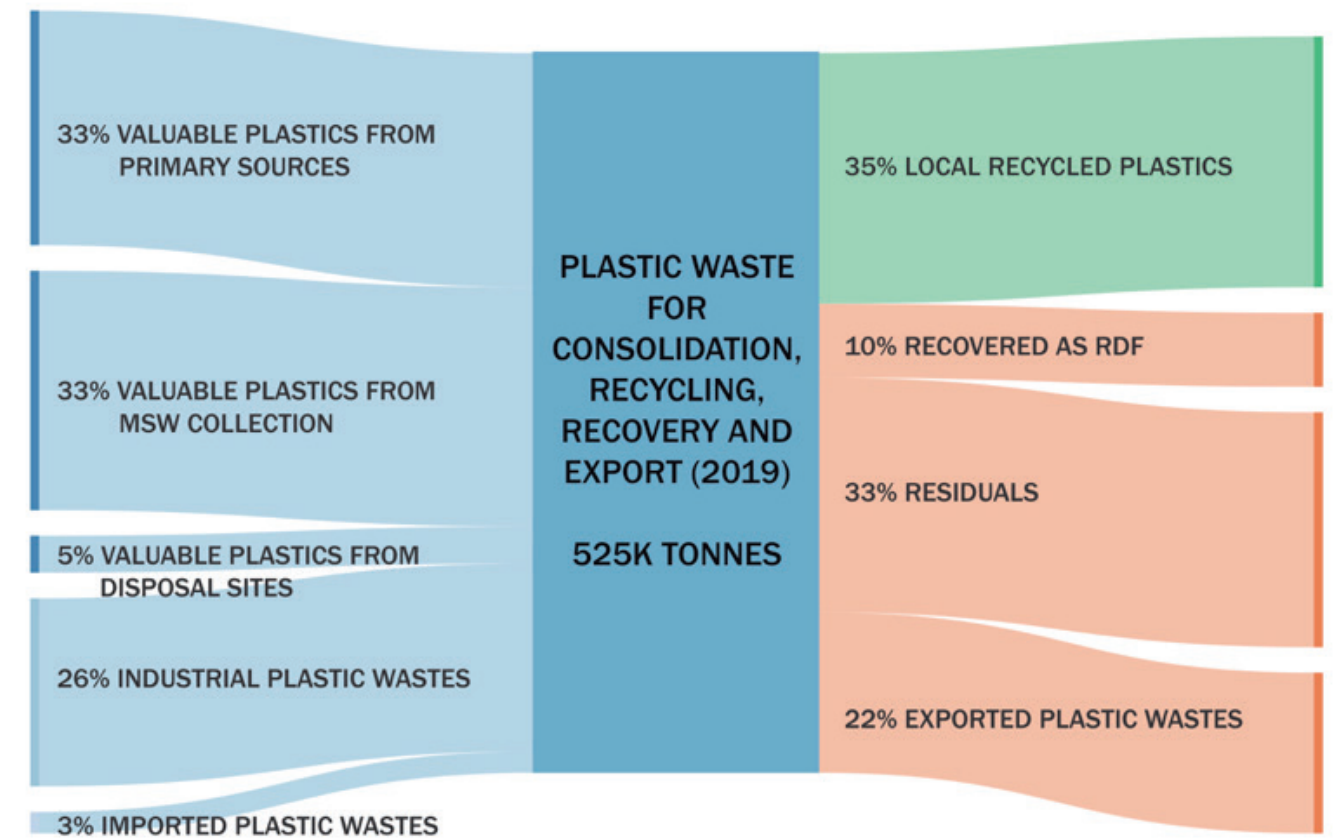 33% VALUABLE PLASTICS FROM
PRIMARY SOURCES
33% VALUABLE PLASTICS FROM
MSW COLLECTION
5% VALUABLE PLASTICS FROM
DISPOSAL SITES
26% INDUSTRIAL PLASTIC WASTES
3% IMPORTED PLASTIC WASTES
PLASTIC WASTE
FOR
CONSOLIDATION,
RECYCLING,
RECOVERY AND
EXPORT (2019)
525K TONNES
35% LOCAL RECYCLED PLASTICS
10% RECOVERED AS RDF
33% RESIDUALS
22% EXPORTED PLASTIC WASTES